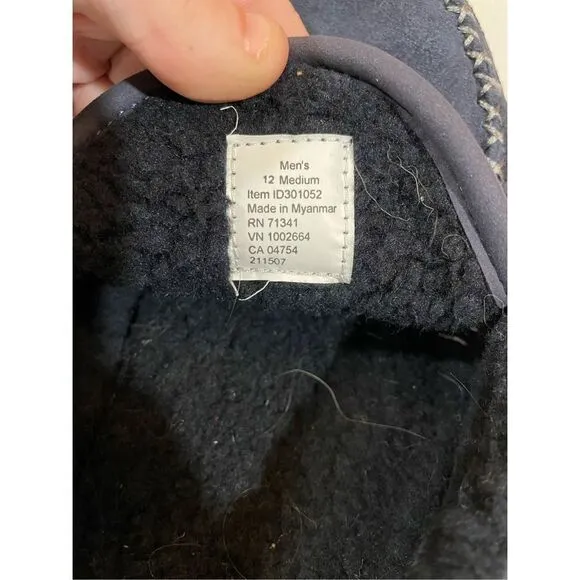 Men's
12 Medium
Item ID301052
Made in Myanmar
RN 71341
VN 1002664
CA 04754
211507